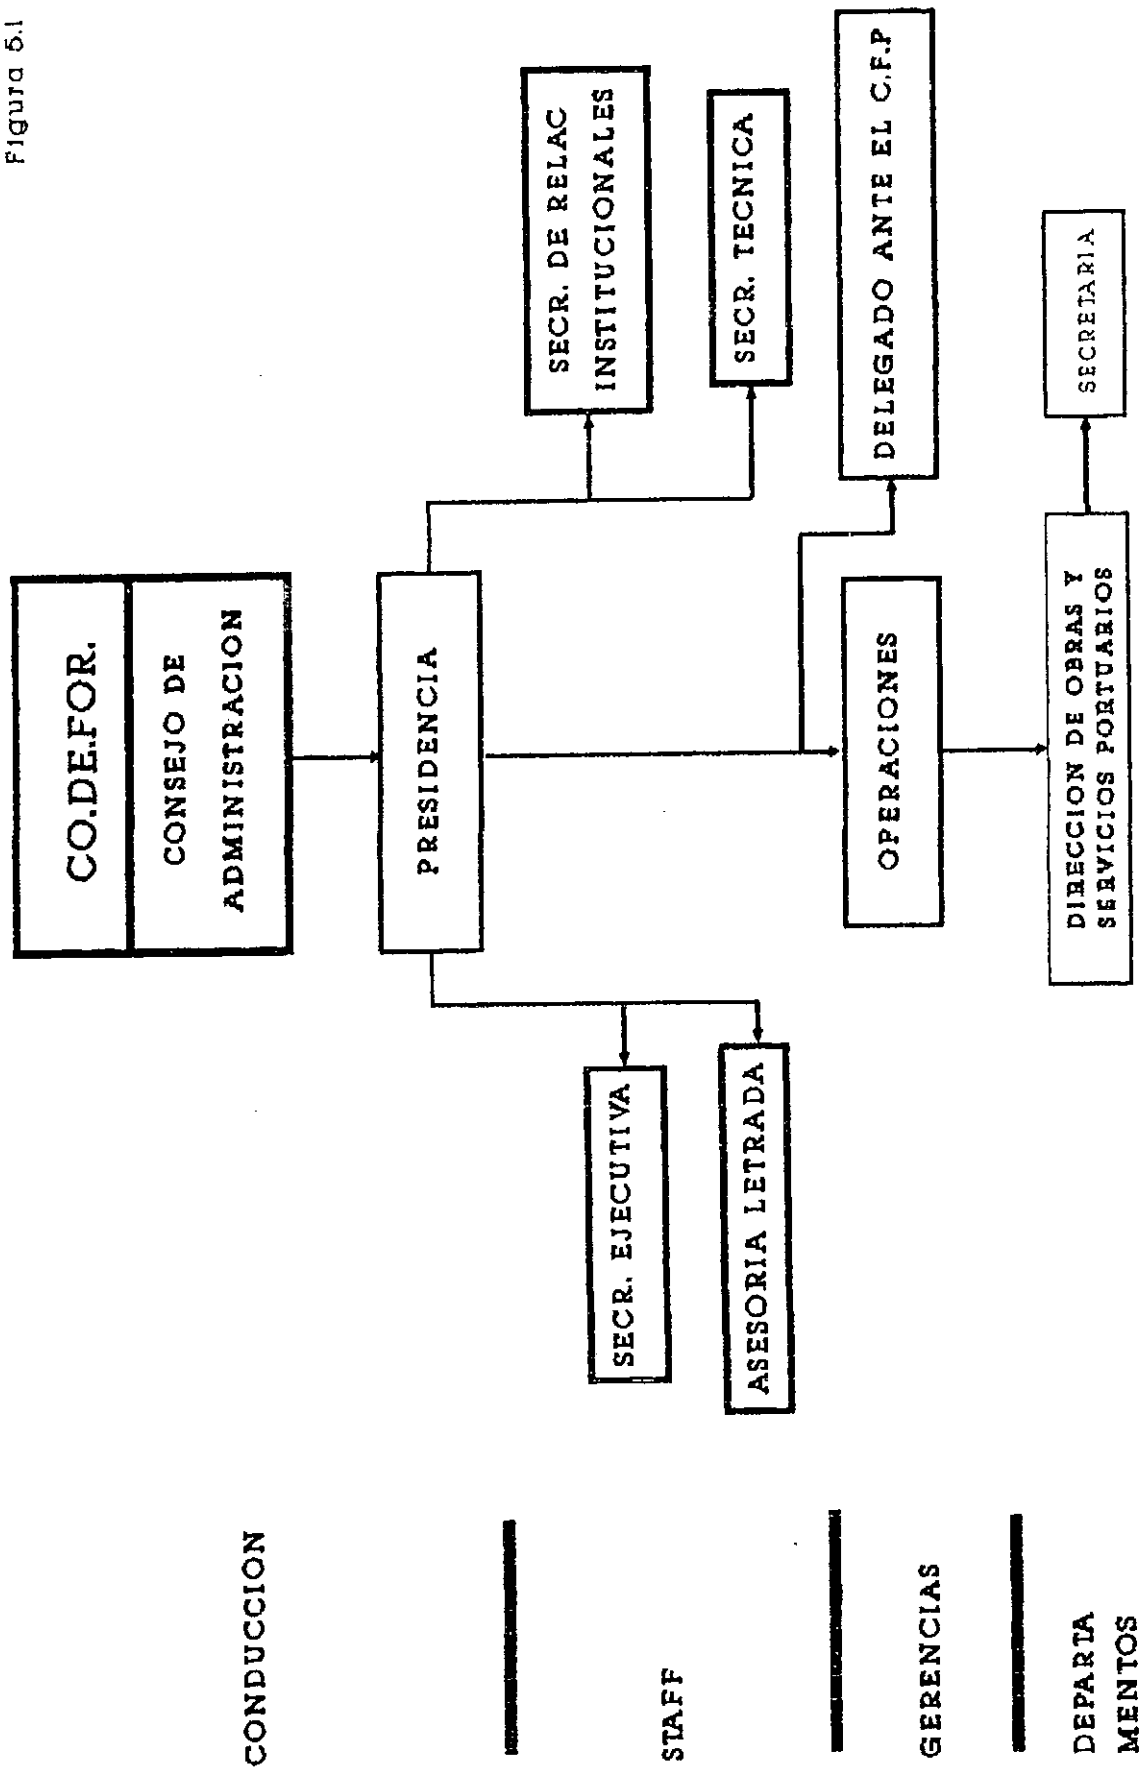 Figura 5.1
CO.DE.FOR.
CONSEJO DE
ADMINISTRACION
CONDUCCION
PRESIDENCIA
SECR. EJECUTIVA
SECR. DE RELAC
INSTITUCIONALES
STAFF
ASESORIA LETRADA
SECR. TECNICA
OPERACIONES
DELEGADO ANTE EL C.F.P
GERENCIAS
DIRECCION DE OBRAS Y
SERVICIOS PORTUARIOS
SECRETARIA
DEPARTA
MENTOS